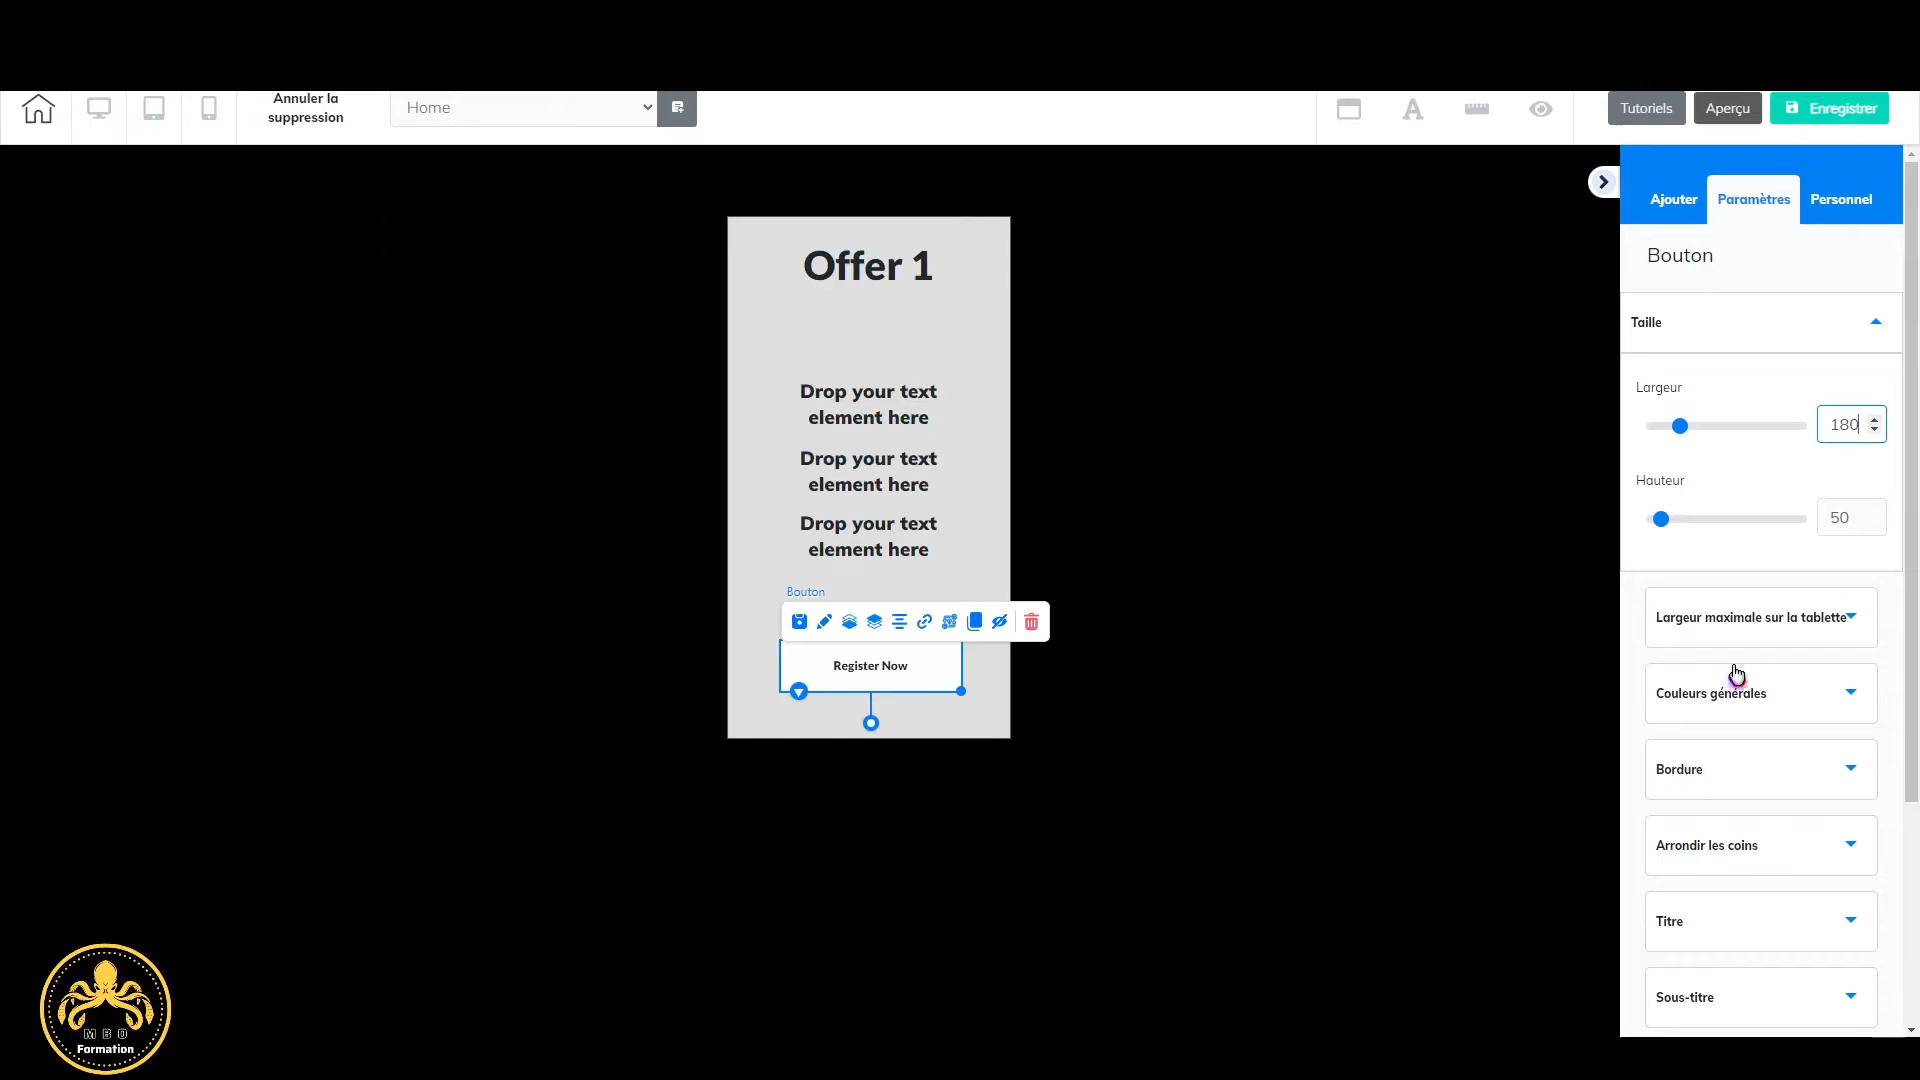 Annuler la
suppression
Home
Tutoriels
Aperçu
Enregistrer
Ajouter
Paramètres
Personnel
Bouton
Taille
Largeur
180
Hauteur
50
Largeur maximale sur la tablette
Couleurs générales
Bordure
Arrondir les coins
Titre
Sous-titre
Offer 1
Drop your text
element here
Drop your text
element here
Drop your text
element here
Bouton
Register Now
M B O
Formation